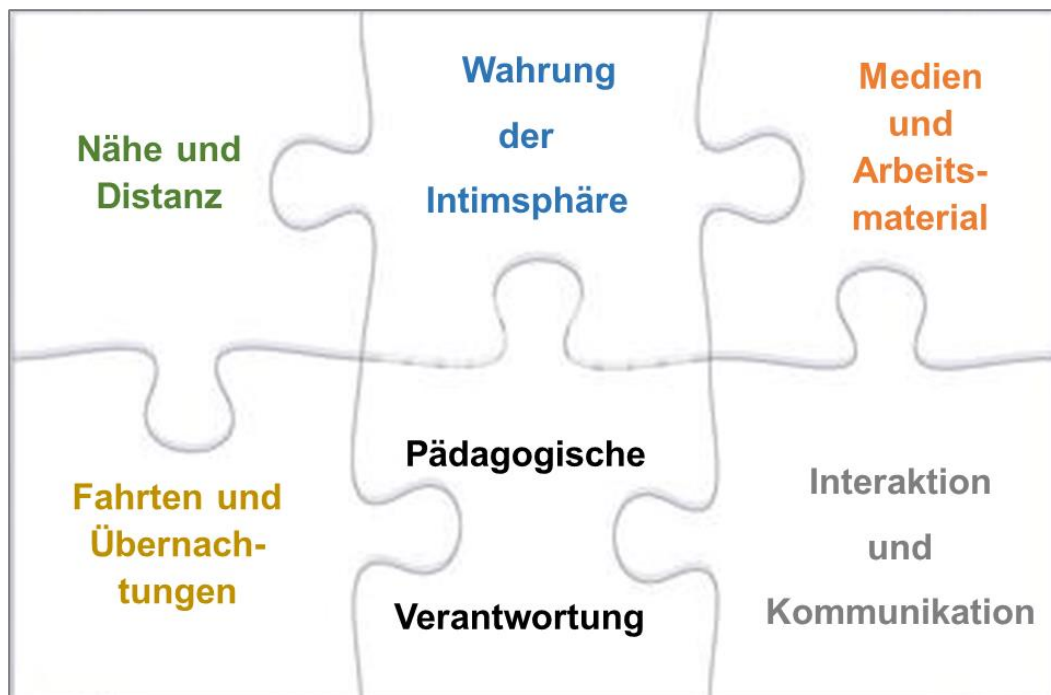 Nähe und
Distanz
Wahrung
der
Intimsphäre
Medien
und
Arbeits-
material
Fahrten und
Übernach-
tungen
Pädagogische
Verantwortung
Interaktion
und
Kommunikation